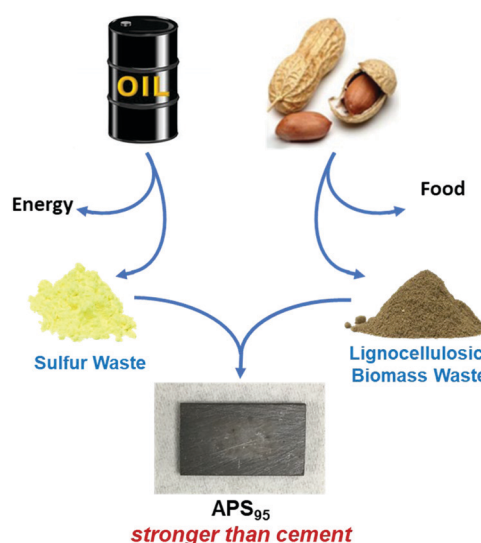 OIL
Energy
Food
Sulfur Waste
Lignocellulosic
Biomass Waste
APS₉₅
stronger than cement